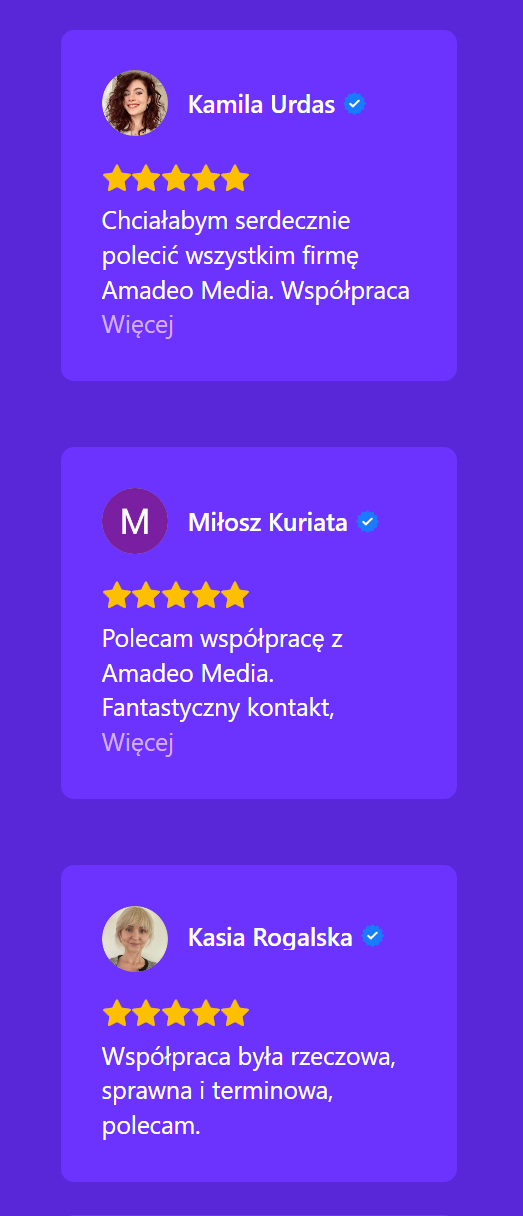 Kamila Urdas
Chciałabym serdecznie
polecić wszystkim firmę
Amadeo Media. Współpraca
Więcej
M
Miłosz Kuriata
Polecam współpracę z
Amadeo Media.
Fantastyczny kontakt,
Więcej
Kasia Rogalska
Współpraca była rzeczowa,
sprawna i terminowa,
polecam.